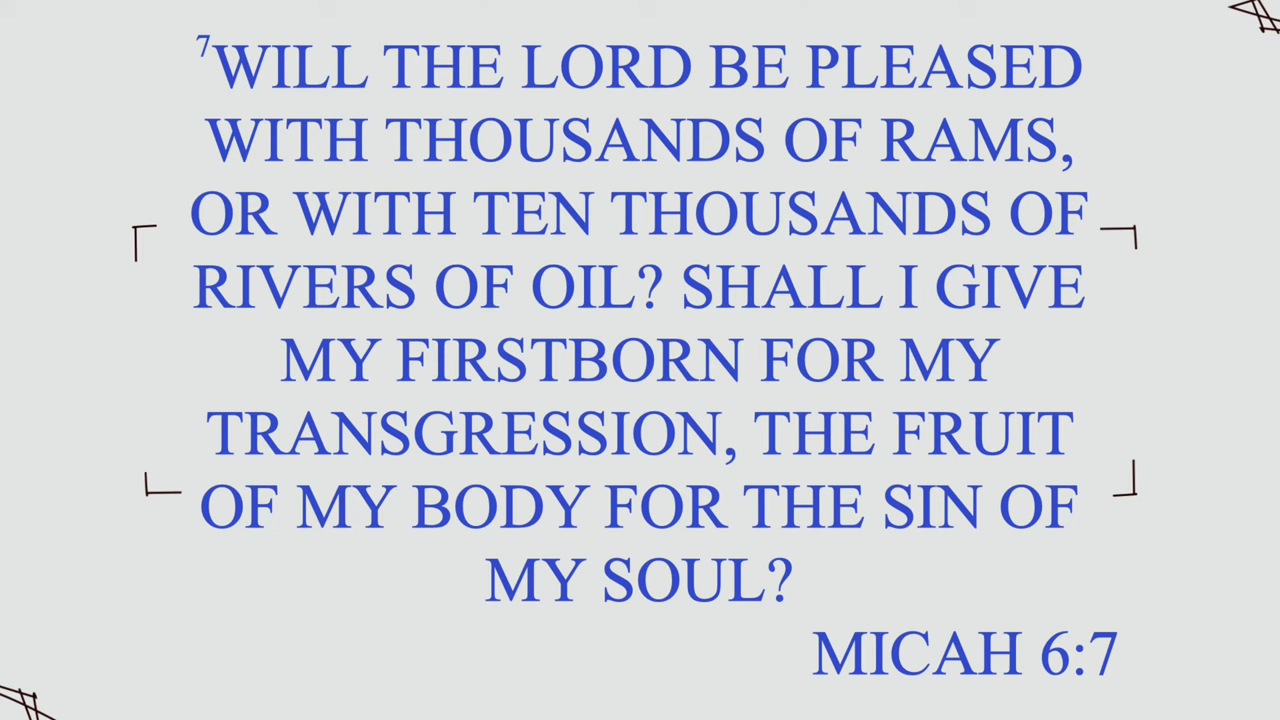 ⁷WILL THE LORD BE PLEASED
WITH THOUSANDS OF RAMS,
OR WITH TEN THOUSANDS OF
RIVERS OF OIL? SHALL I GIVE
MY FIRSTBORN FOR MY
TRANSGRESSION, THE FRUIT
OF MY BODY FOR THE SIN OF
MY SOUL?
MICAH 6:7